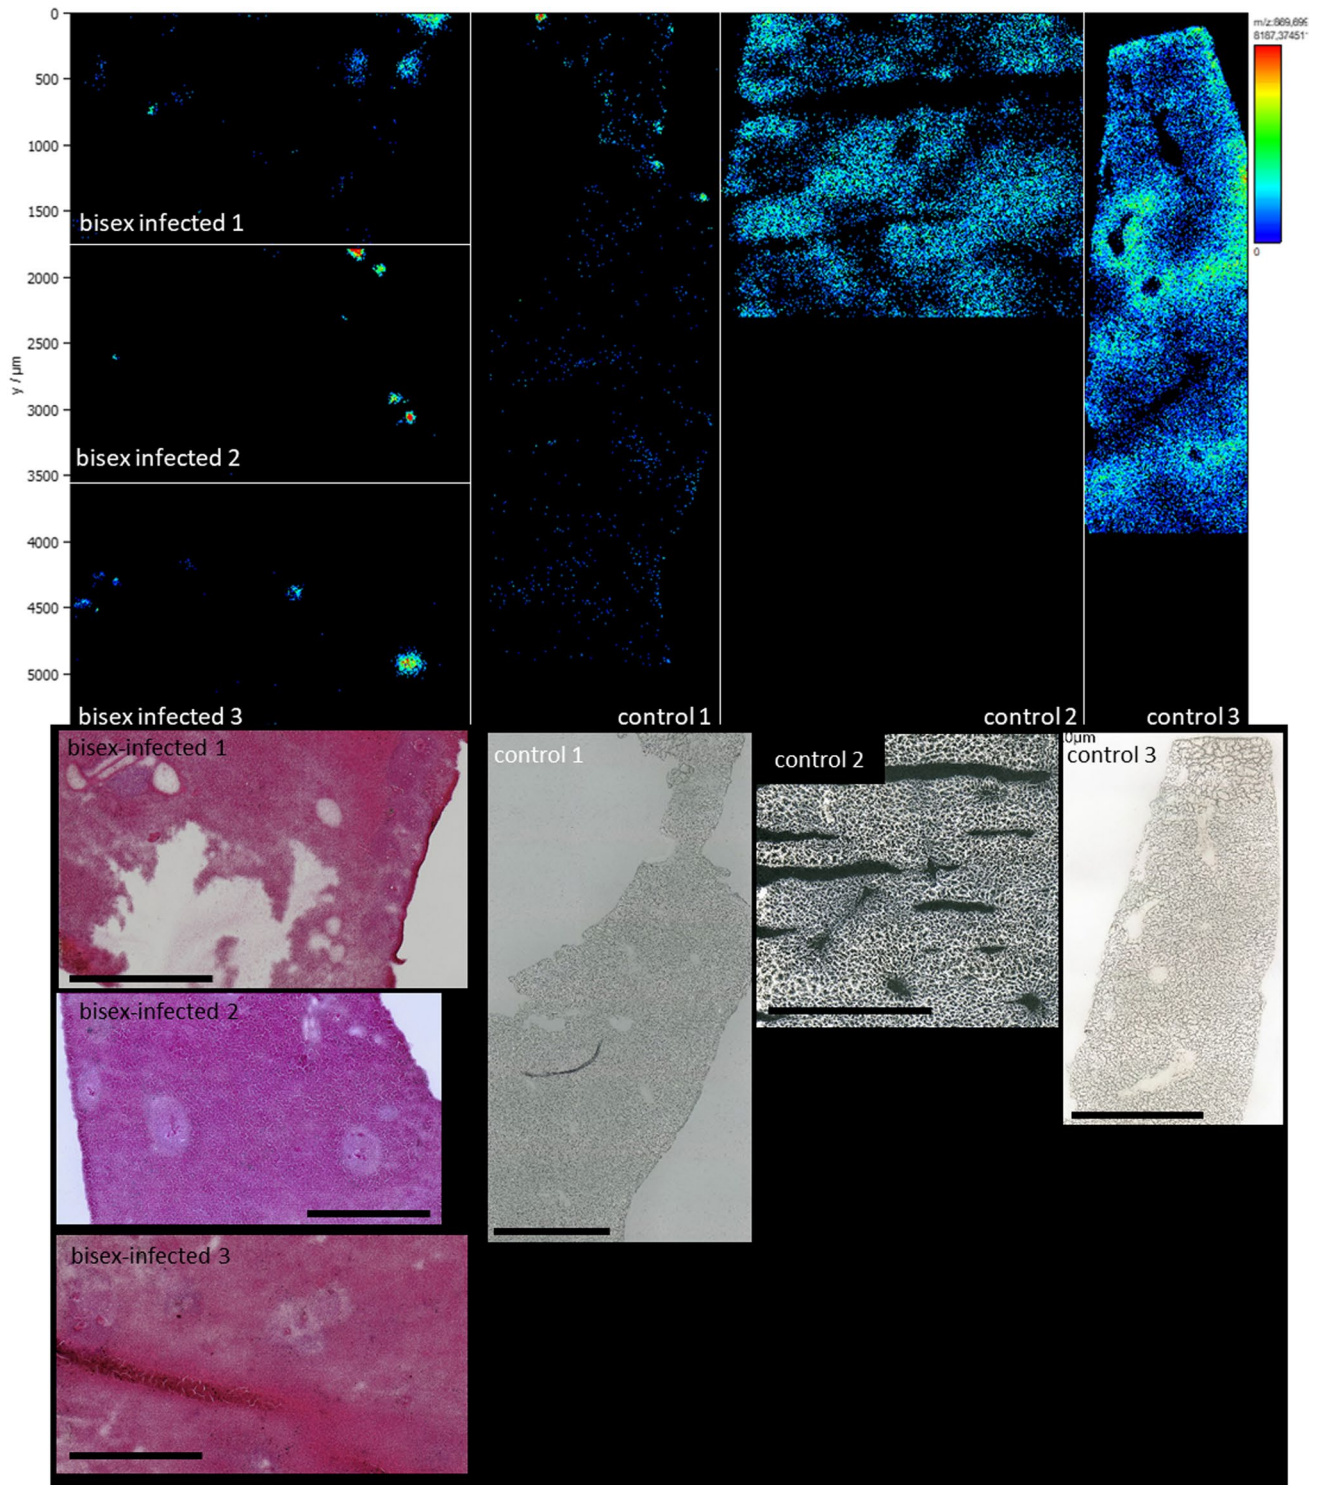 0
500
1000
1500
2000
2500
3000
3500
4000
4500
5000
y / µm
bisex infected 1
bisex infected 2
bisex infected 3
control 1
control 2
control 3
0
bisex-infected 1
bisex-infected 2
bisex-infected 3
control 1
control 2
0µm
control 3